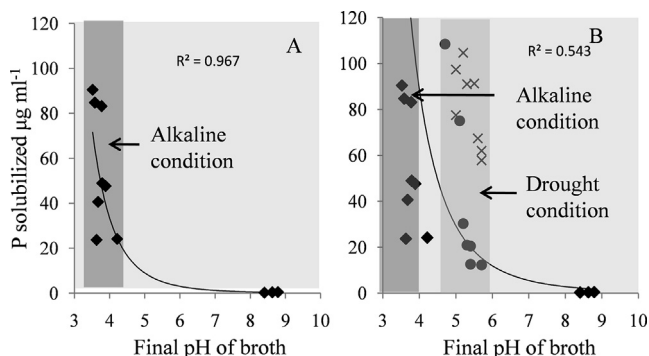 A
R² = 0.967
Alkaline
condition
P solubilized µg ml⁻¹
120
100
80
60
40
20
0
3 4 5 6 7 8 9 10
Final pH of broth
B
R² = 0.543
Alkaline
condition
Drought
condition
120
100
80
60
40
20
0
3 4 5 6 7 8 9 10
Final pH of broth